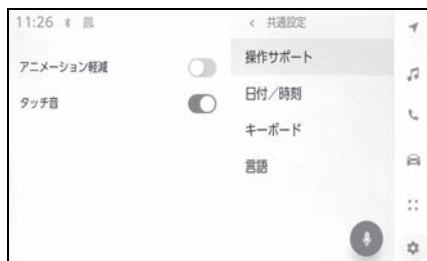 11:26
アニメーション軽減
タッチ音
共通設定
操作サポート
日付／時刻
キーボード
言語